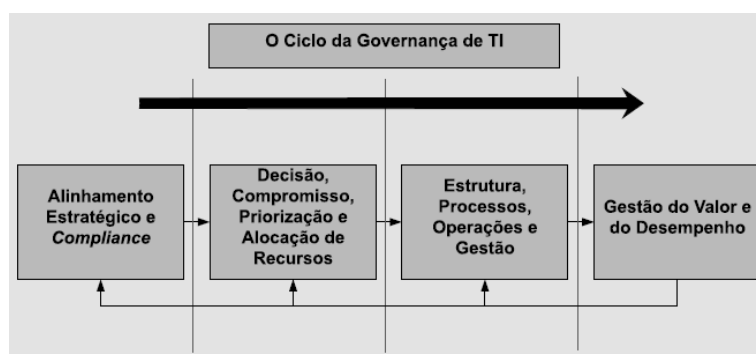 O Ciclo da Governança de TI
Alinhamento
Estratégico e
Compliance
Decisão,
Compromisso,
Priorização e
Alocação de
Recursos
Estrutura,
Processos,
Operações e
Gestão
Gestão do Valor e
do Desempenho